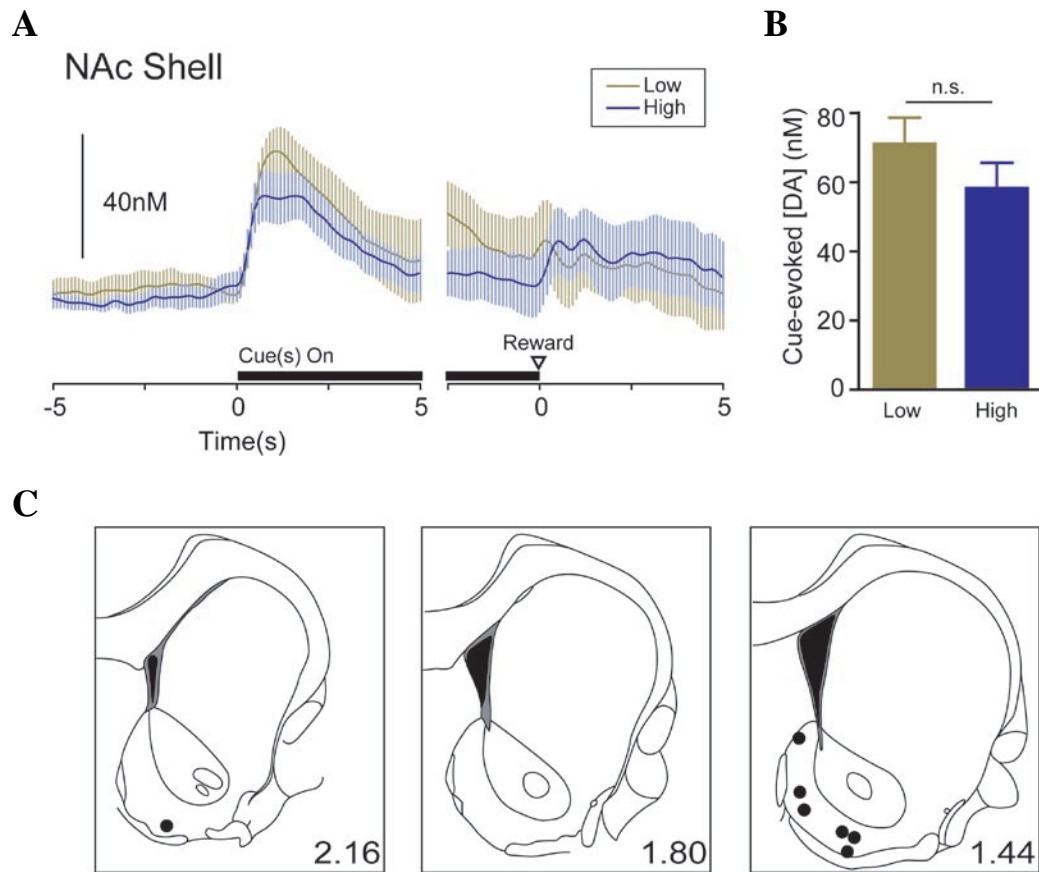 A
NAc Shell
Low
High
40nM
Cue(s) On
Reward
-5
0
5
0
5
Time(s)
B
n.s.
Cue-evoked [DA] (nM)
80
60
40
20
0
Low
High
C
2.16
1.80
1.44